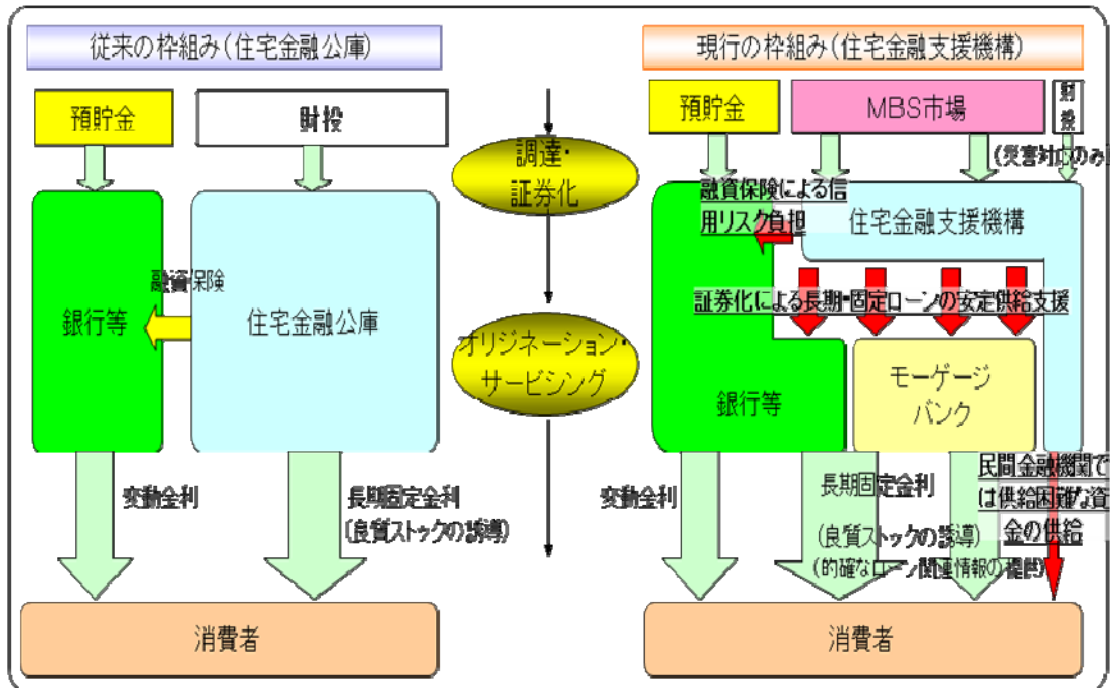 従来の枠組み(住宅金融公庫)
預貯金
財投
融資保険
銀行等
住宅金融公庫
変動金利
長期固定金利
(良質ストックの誘導)
消費者
調達・
証券化
オリジネーション・
サービシング
現行の枠組み(住宅金融支援機構)
預貯金
MBS市場
財
投
(災害対応のみ
融資保険による信
用リスク負担
住宅金融支援機構
証券化による長期・固定ローンの安定供給支援
銀行等
モーゲージ
バンク
変動金利
長期固定金利
(良質ストックの誘導)
(的確なローン関連情報の提供)
民間金融機関で
は供給困難な資
金の供給
消費者